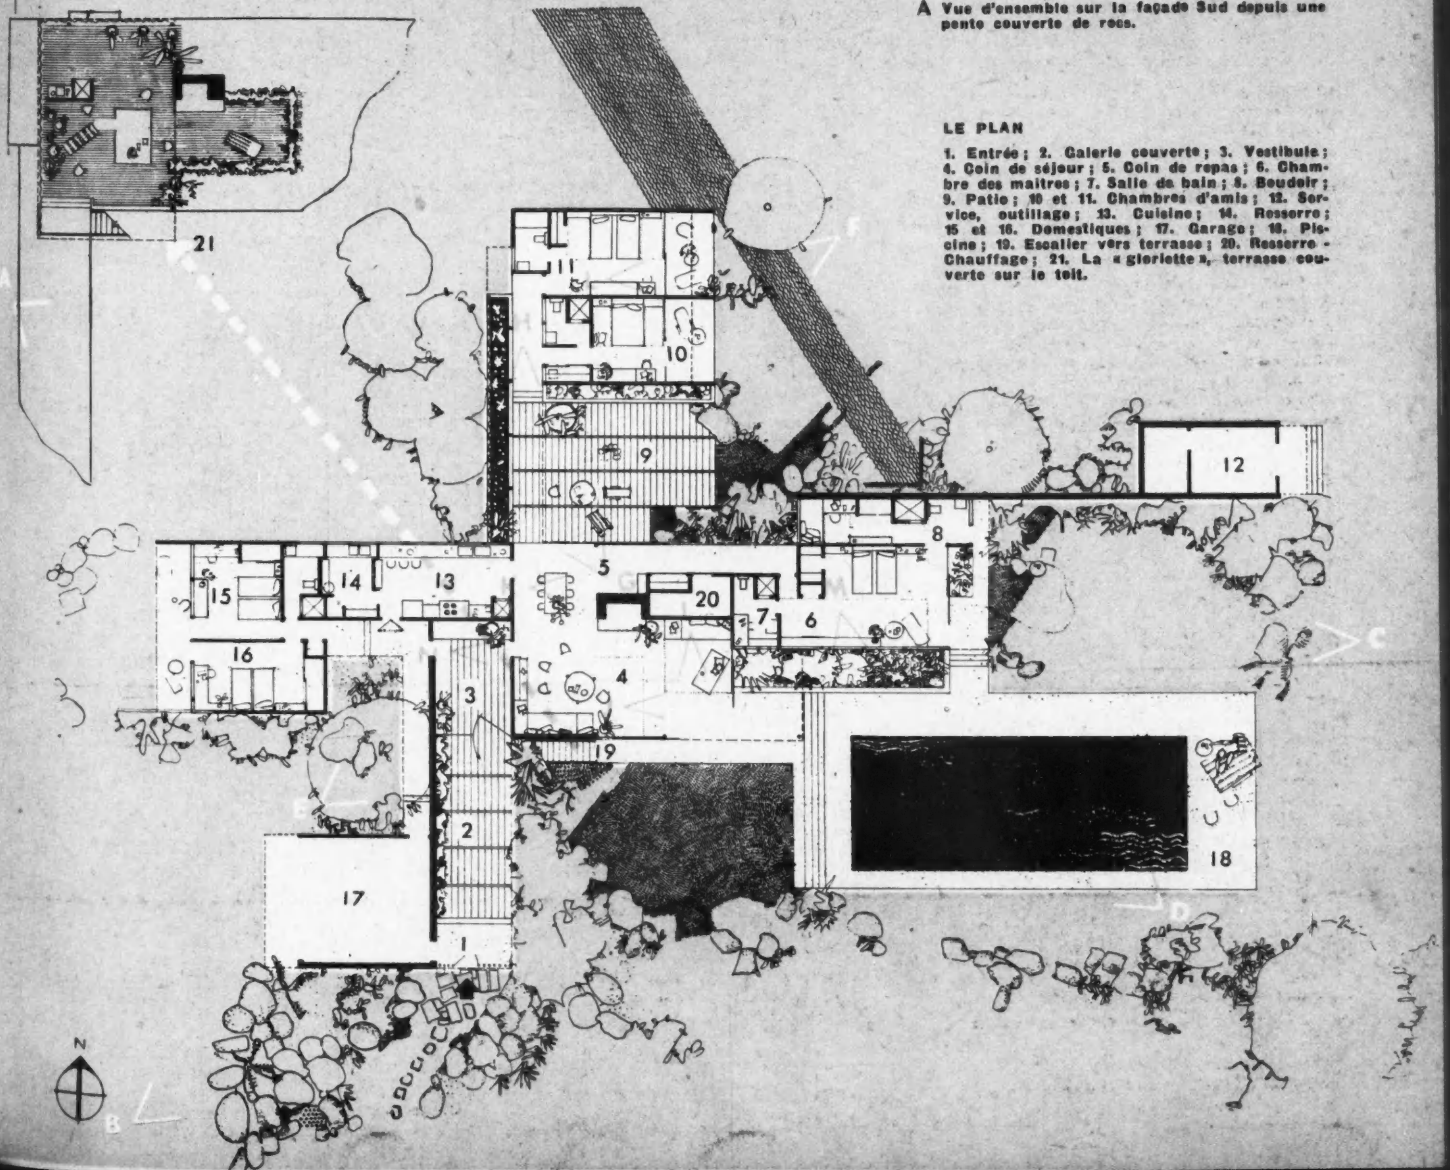 A Vue d'ensemble sur la façade Sud depuis une
pente couverte de rocs.
LE PLAN
1. Entrée ; 2. Galerie couverte ; 3. Vestibule ;
4. Coin de séjour ; 5. Coin de repas ; 6. Cham-
bre des maitres ; 7. Salle de bain ; 8. Boudoir ;
9. Patio ; 10 et 11. Chambres d'amis ; 12. Ser-
vice, outillage ; 13. Cuisine ; 14. Resserre ;
15 et 16. Domestiques ; 17. Garage ; 18. Pis-
cine ; 19. Escalier vers terrasse ; 20. Resserre -
Chauffage ; 21. La « gloriette », terrasse cou-
verte sur le toit.
21
A
F
11
H
10
9
12
8
5
G
M
15
14
13
20
7
6
16
C
3
4
19
E
2
18
17
D
1
N
B